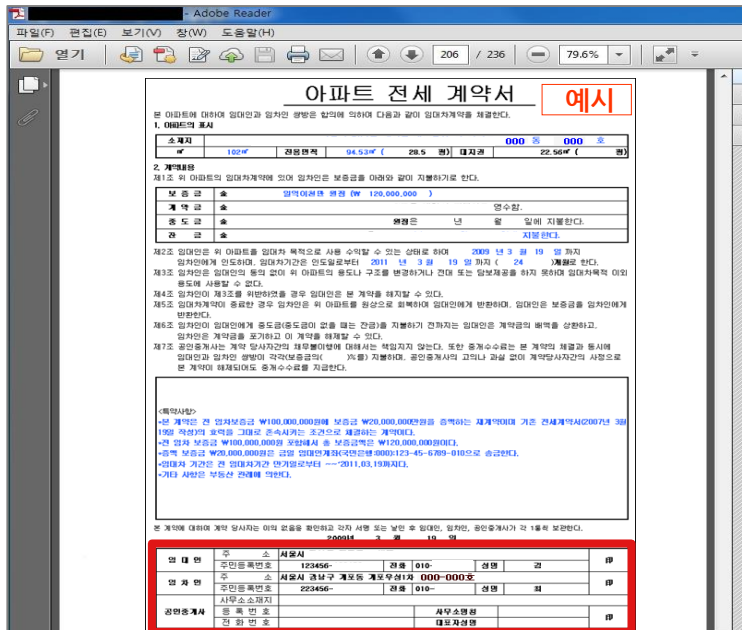 - Adobe Reader
파일(F) 편집(E) 보기(V) 창(W) 도움말(H)
열기 206 / 236 79.6%
아파트 전세 계약서 예시
본 아파트에 대하여 임대인과 임차인 쌍방은 합의에 의하여 다음과 같이 임대차계약을 체결한다.
1. 아파트의 표시
소재지 000 동 000 호
㎡ 102㎡ 전용면적 94.53㎡ ( 28.5 평) 대지권 22.56㎡ ( 평)
2. 계약내용
제1조 위 아파트의 임대차계약에 있어 임차인은 보증금을 아래와 같이 지불하기로 한다.
보 증 금 金 일억이천만 원정 (₩ 120,000,000 )
계 약 금 金 영수함.
중 도 금 金 원정은 년 월 일에 지불한다.
잔 금 金 지불한다.
제2조 임대인은 위 아파트를 임대차 목적으로 사용 수익할 수 있는 상태로 하여 2009 년 3 월 19 일 까지
임차인에게 인도하며, 임대차기간은 인도일로부터 2011 년 3 월 19 일 까지 ( 24 )개월로 한다.
제3조 임차인은 임대인의 동의 없이 위 아파트의 용도나 구조를 변경하거나 전대 또는 담보제공을 하지 못하며 임대차목적 이외
용도에 사용할 수 없다.
제4조 임차인이 제3조를 위반하였을 경우 임대인은 본 계약을 해지할 수 있다.
제5조 임대차계약이 종료한 경우 임차인은 위 아파트를 원상으로 회복하여 임대인에게 반환하며, 임대인은 보증금을 임차인에게
반환한다.
제6조 임차인이 임대인에게 중도금(중도금이 없을 때는 잔금)을 지불하기 전까지는 임대인은 계약금의 배액을 상환하고,
임차인은 계약금을 포기하고 이 계약을 해제할 수 있다.
제7조 공인중개사는 계약 당사자간의 채무불이행에 대해서는 책임지지 않는다. 또한 중개수수료는 본 계약의 체결과 동시에
임대인과 임차인 쌍방이 각각(보증금의 )%를) 지불하며, 공인중개사의 고의나 과실 없이 계약당사자간의 사정으로
본 계약이 해제되어도 중개수수료를 지급한다.
<특약사항>
*본 계약은 전 임차보증금 ₩100,000,000원에 보증금 ₩20,000,000만원을 증액하는 재계약이며 기존 전세계약서(2007년 3월
19일 작성)의 효력을 그대로 존속시키는 조건으로 체결하는 계약이다.
*전 임차 보증금 ₩100,000,000원 포함해서 총 보증금액은 ₩120,000,000원이다.
*증액 보증금 ₩20,000,000원은 금일 임대인계좌(국민은행:000):123-45-6789-010으로 송금한다.
*임대차 기간은 전 임대차기간 만기일로부터 ~~'2011.03.19까지다.
*기타 사항은 부동산 관례에 의한다.
본 계약에 대하여 계약 당사자는 이의 없음을 확인하고 각자 서명 또는 날인 후 임대인, 임차인, 공인중개사가 각 1통씩 보관한다.
2009년 3 월 19 일
임 대 인 주 소 서울시 印
주민등록번호 123456- 전화 010- 성명 김
임 차 인 주 소 서울시 강남구 개포동 개포우성1차 000-000호 印
주민등록번호 223456- 전화 010- 성명 최
공인중개사 사무소소재지 印
등 록 번 호 사무소명칭
전 화 번 호 대표자성명